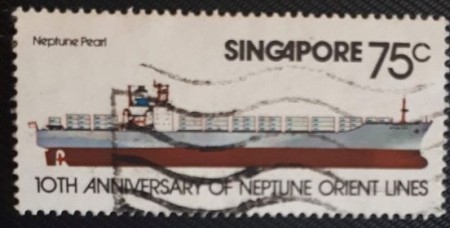 Neptune Pearl
SINGAPORE 75C
10TH ANNIVERSARY OF NEPTUNE ORIENT LINES